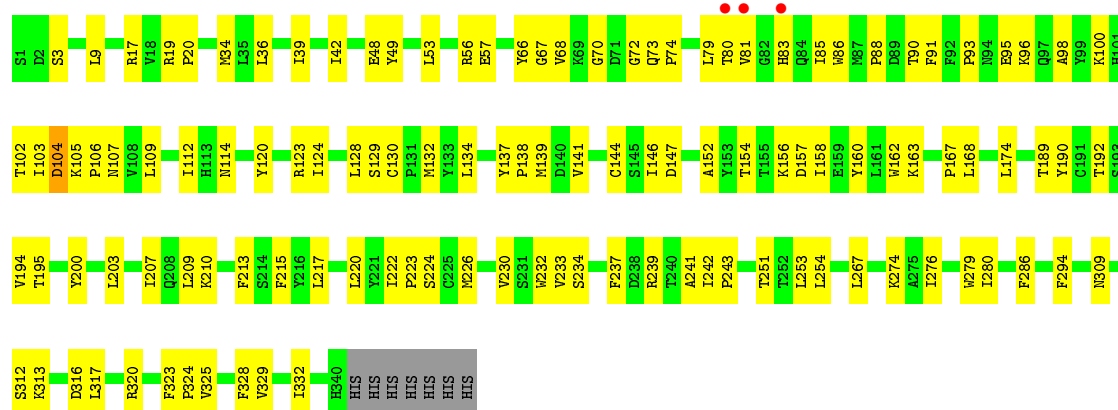 S1 D2 S3 L9 R17 V18 R19 P20 M34 L35 L36 I39 I42 E48 Y49 L53 R56 E57 Y66 G67 V68 K69 G70 D71 G72 Q73 P74 L79 T80 V81 G82 H83 Q84 I85 W86 M87 P88 D89 T90 F91 F92 P93 N94 E95 K96 Q97 A98 Y99 K100 H101
T102 I103 D104 K105 P106 N107 V108 L109 I112 H113 N114 Y120 R123 I124 L128 S129 C130 P131 M132 Y133 L134 Y137 P138 M139 D140 V141 C144 S145 I146 D147 A152 Y153 T154 T155 K156 D157 I158 E159 Y160 L161 W162 K163 P167 L168 L174 T189 Y190 C191 T192 S193
V194 T195 Y200 L203 I207 Q208 L209 K210 F213 S214 F215 Y216 L217 L220 Y221 I222 P223 S224 C225 M226 V230 S231 W232 V233 S234 F237 D238 R239 T240 A241 I242 P243 T251 T252 L253 L254 L267 K274 A275 I276 W279 I280 F286 F294 N309
S312 K313 D316 L317 R320 F323 P324 V325 F328 V329 I332 H340 HIS HIS HIS HIS HIS HIS HIS